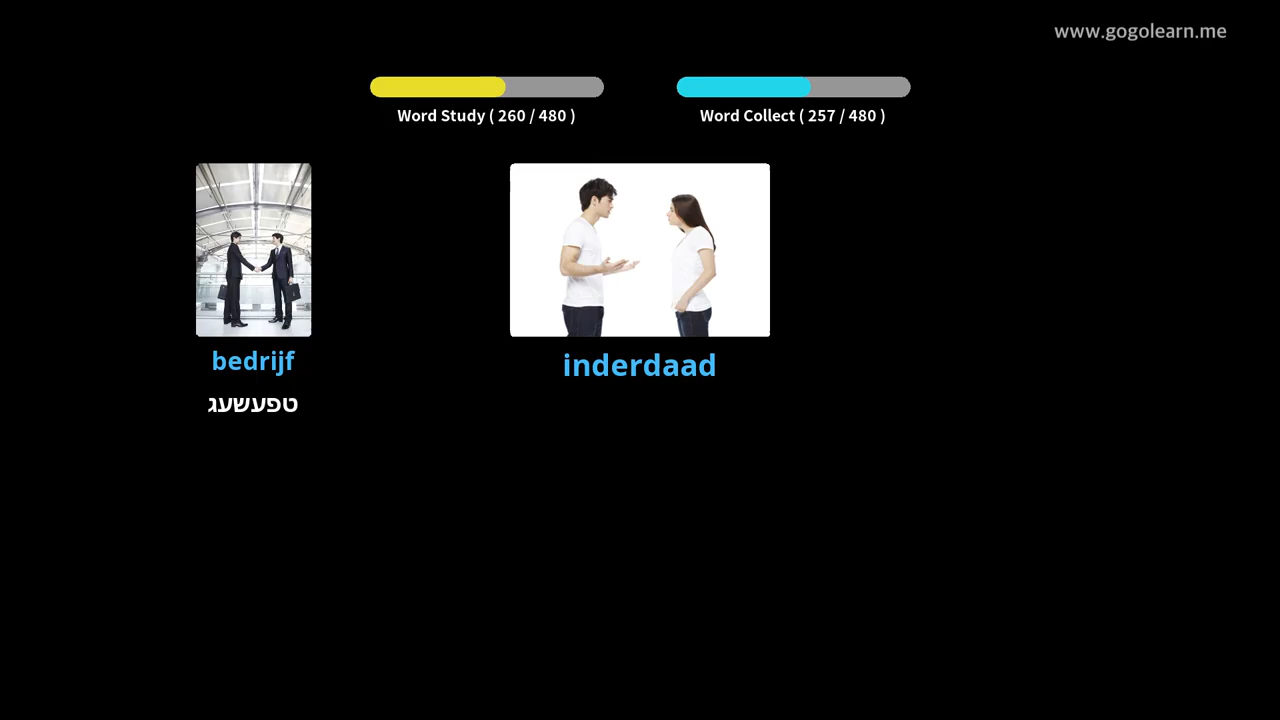 www.gogolearn.me
Word Study ( 260 / 480 )
Word Collect ( 257 / 480 )
bedrijf
טפעשעג
inderdaad